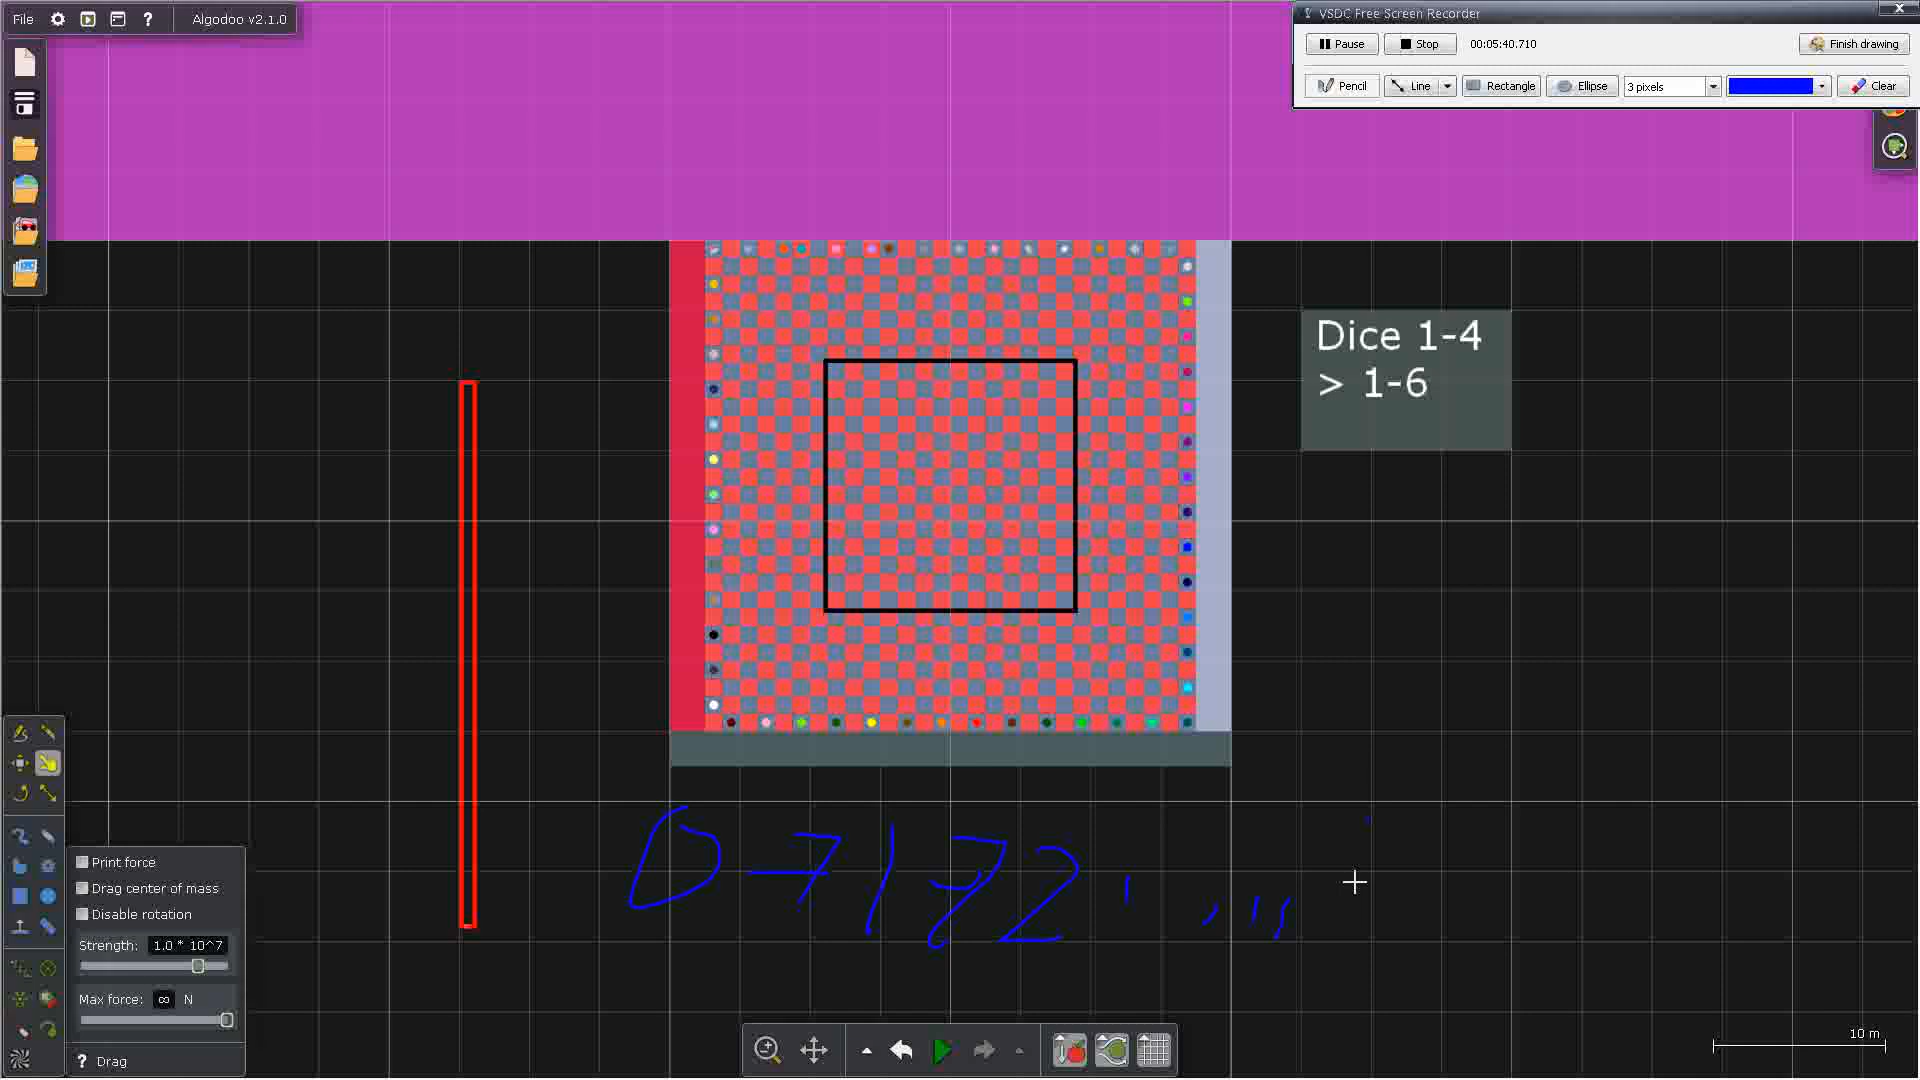 File
Algodoo v2.1.0
VSDC Free Screen Recorder
Pause
Stop
00:05:40.710
Finish drawing
Pencil
Line
Rectangle
Ellipse
3 pixels
Clear
Dice 1-4
> 1-6
Print force
Drag center of mass
Disable rotation
Strength: 1.0 * 10^7
Max force: ∞ N
? Drag
10 m